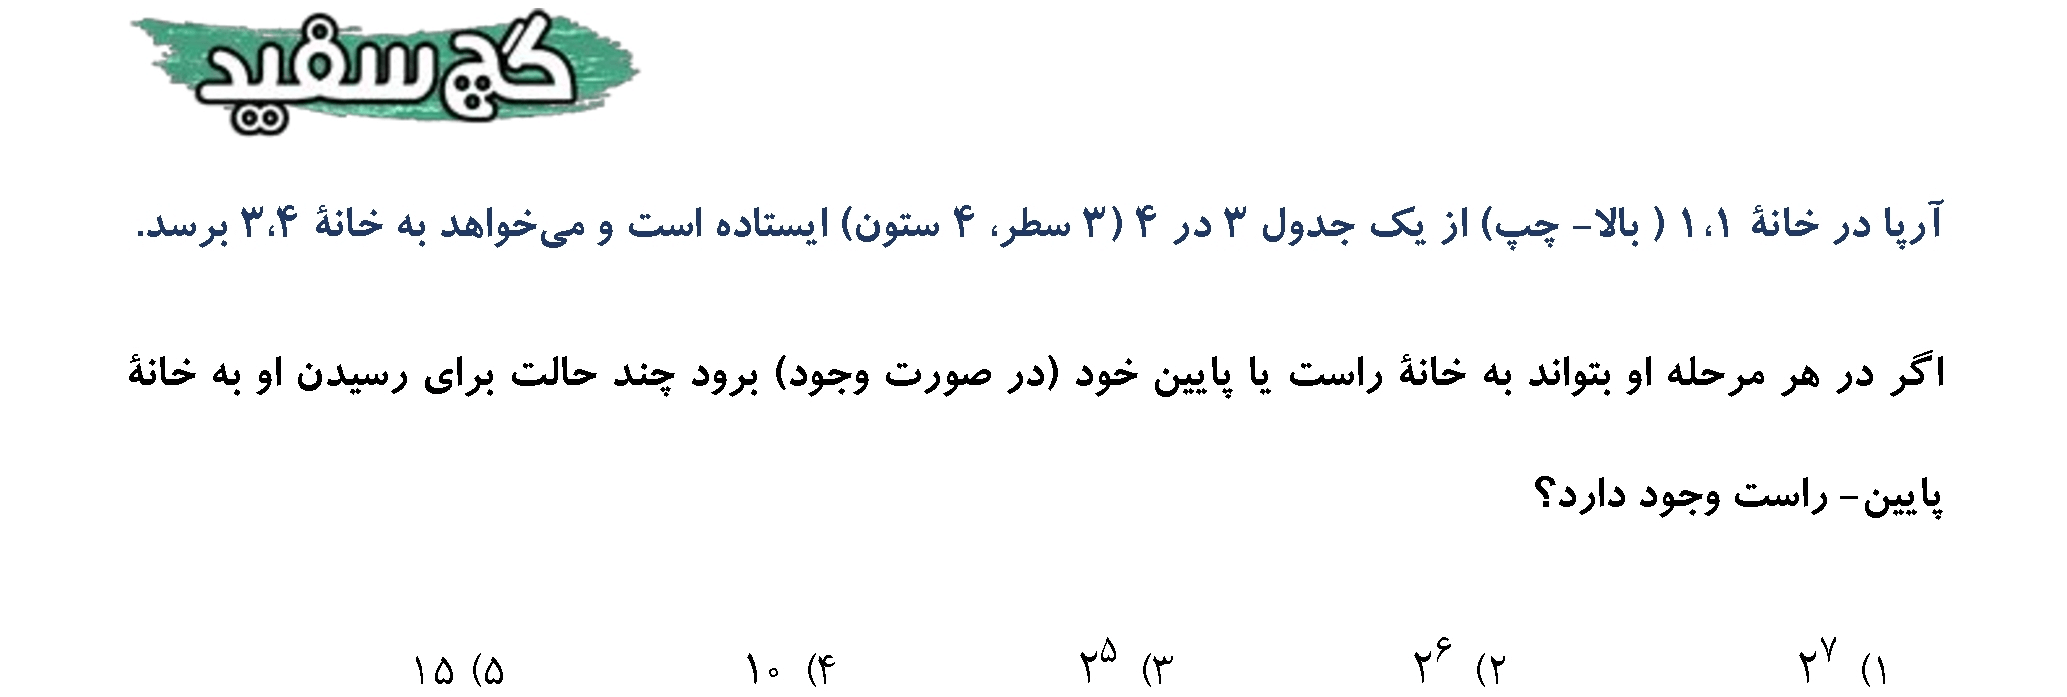 گچ سفید
آرپا در خانهٔ ۱،۱ ( بالا- چپ) از یک جدول ۳ در ۴ (۳ سطر، ۴ ستون) ایستاده است و می‌خواهد به خانهٔ ۳،۴ برسد.
اگر در هر مرحله او بتواند به خانهٔ راست یا پایین خود (در صورت وجود) برود چند حالت برای رسیدن او به خانهٔ
پایین- راست وجود دارد؟
۱) ۲^۷ ۲) ۲^۶ ۳) ۲^۵ ۴) ۱۰ ۵) ۱۵